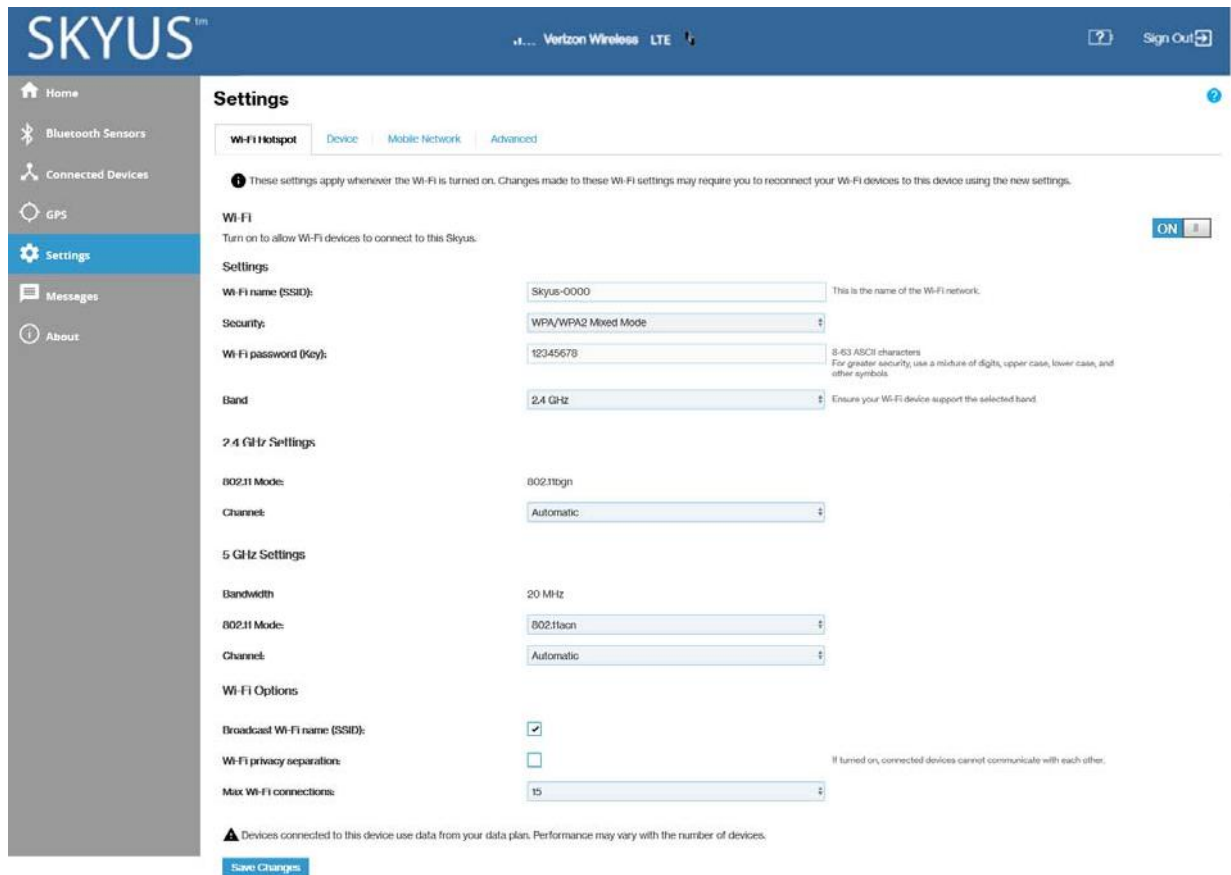 SKYUS™
Verizon Wireless LTE
Sign Out
Home
Bluetooth Sensors
Connected Devices
GPS
Settings
Messages
About
Settings
Wi-Fi Hotspot Device Mobile Network Advanced
These settings apply whenever the Wi-Fi is turned on. Changes made to these Wi-Fi settings may require you to reconnect your Wi-Fi devices to this device using the new settings.
Wi-Fi
Turn on to allow Wi-Fi devices to connect to this Skyus.
ON
Settings
Wi-Fi name (SSID): Skyus-0000 This is the name of the Wi-Fi network.
Security: WPA/WPA2 Mixed Mode
Wi-Fi password (Key): 12345678 8-63 ASCII characters
For greater security, use a mixture of digits, upper case, lower case, and
other symbols
Band 2.4 GHz Ensure your Wi-Fi device support the selected band
2.4 GHz Settings
802.11 Mode: 802.11bgn
Channel: Automatic
5 GHz Settings
Bandwidth 20 MHz
802.11 Mode: 802.11acn
Channel: Automatic
Wi-Fi Options
Broadcast Wi-Fi name (SSID):
Wi-Fi privacy separation: If turned on, connected devices cannot communicate with each other.
Max Wi-Fi connections: 15
Devices connected to this device use data from your data plan. Performance may vary with the number of devices.
Save Changes